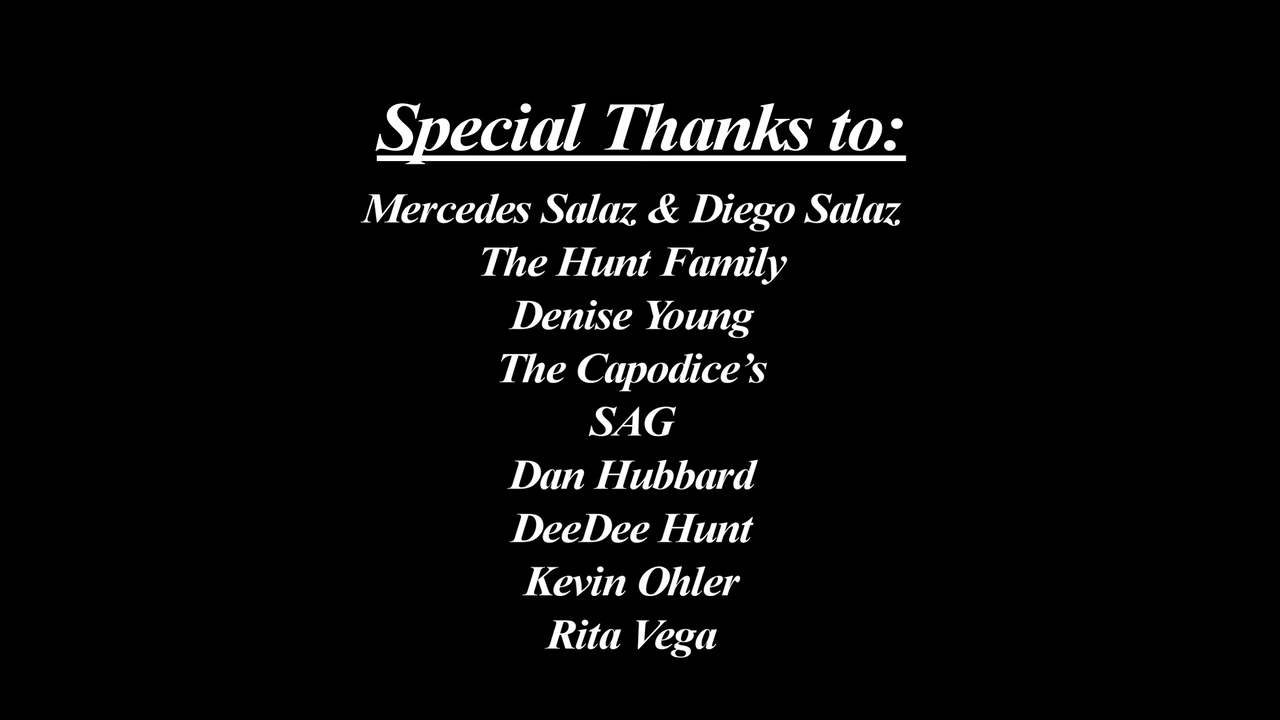 Special Thanks to:
Mercedes Salaz & Diego Salaz
The Hunt Family
Denise Young
The Capodice’s
SAG
Dan Hubbard
DeeDee Hunt
Kevin Ohler
Rita Vega